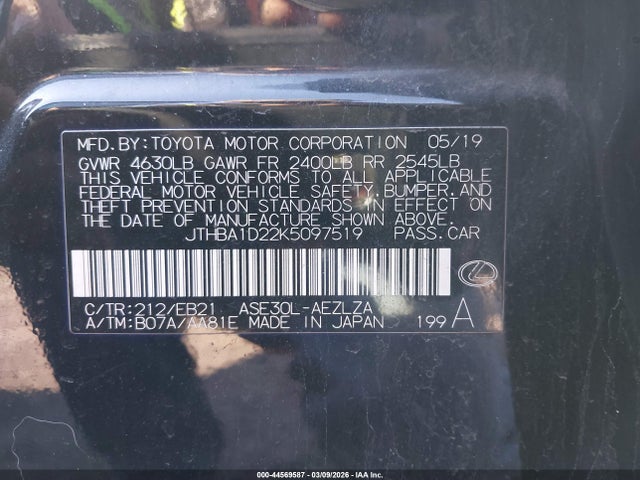 MFD.BY:TOYOTA MOTOR CORPORATION 05/19
GVWR 4630LB GAWR FR 2400LB RR 2545LB
THIS VEHICLE CONFORMS TO ALL APPLICABLE
FEDERAL MOTOR VEHICLE SAFETY, BUMPER, AND
THEFT PREVENTION STANDARDS IN EFFECT ON
THE DATE OF MANUFACTURE SHOWN ABOVE.
JTHBA1D22K5097519 PASS.CAR
C/TR:212/EB21 ASE30L-AEZLZA
A/TM:B07A/AA81E MADE IN JAPAN 199A
000-44569587 - 03/09/2026 - IAA Inc.